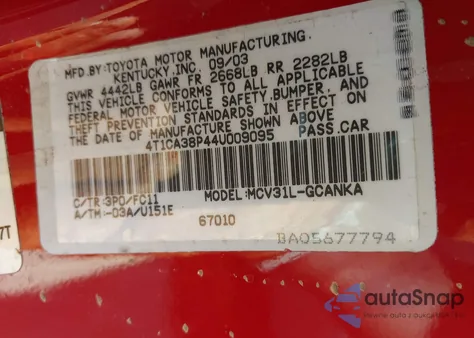 MFD.BY:TOYOTA MOTOR MANUFACTURING,
KENTUCKY,INC. 09/03
GVWR 4442LB GAWR FR 2668LB RR 2282LB
THIS VEHICLE CONFORMS TO ALL APPLICABLE
FEDERAL MOTOR VEHICLE SAFETY,BUMPER, AND
THEFT PREVENTION STANDARDS IN EFFECT ON
THE DATE OF MANUFACTURE SHOWN ABOVE
4T1CA38P44U009095 PASS.CAR
C/TR:3P0/FC11 MODEL:MCV31L-GCANKA
A/TM:-03A/U151E
67010
BA05677794
7T
autaSnap